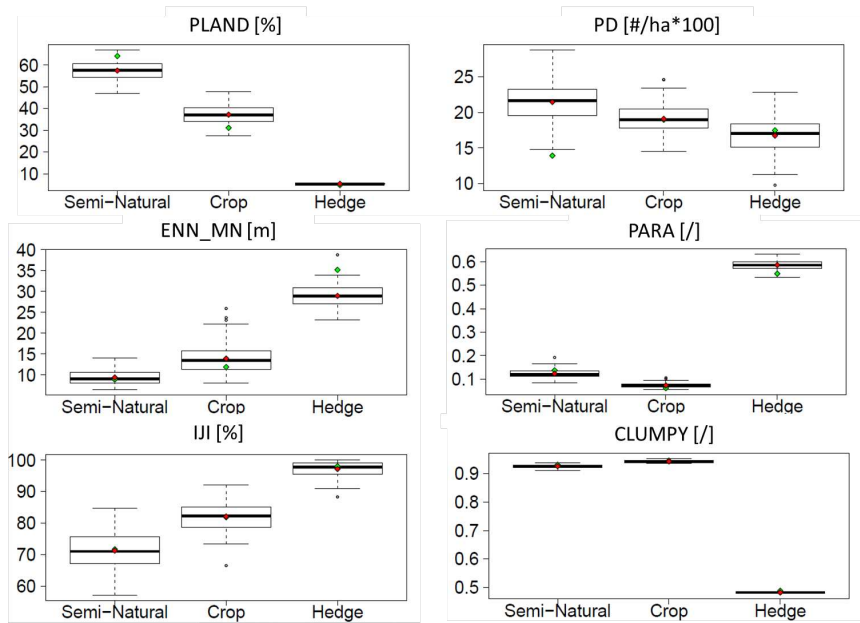 PLAND [%]
PD [#/ha*100]
60
50
40
30
20
10
Semi-Natural Crop Hedge
25
20
15
10
Semi-Natural Crop Hedge
ENN_MN [m]
PARA [/]
40
35
30
25
20
15
10
Semi-Natural Crop Hedge
0.6
0.5
0.4
0.3
0.2
0.1
Semi-Natural Crop Hedge
IJI [%]
CLUMPY [/]
100
90
80
70
60
Semi-Natural Crop Hedge
0.9
0.8
0.7
0.6
0.5
Semi-Natural Crop Hedge